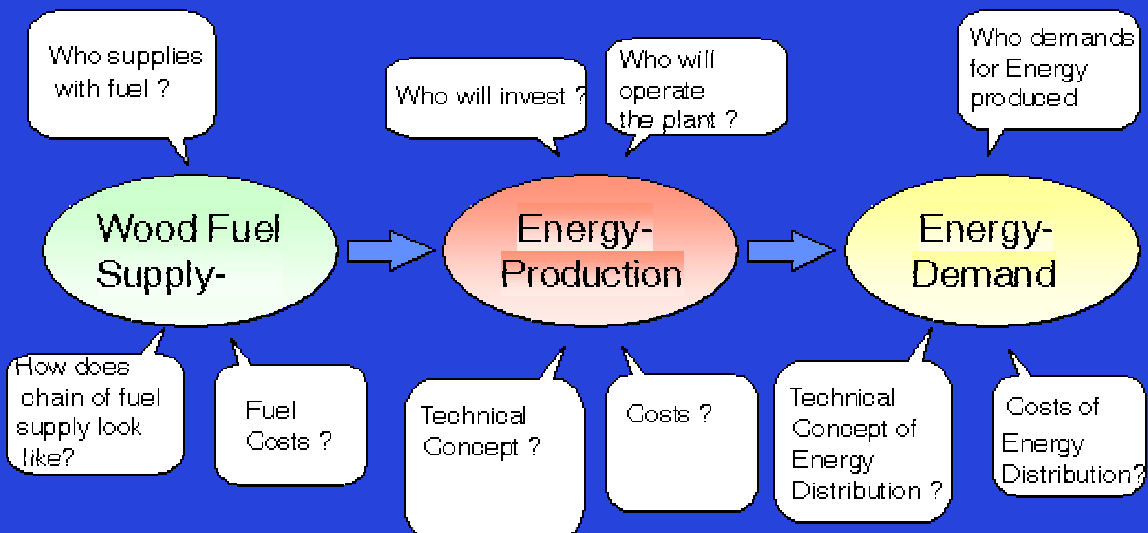 Who supplies
with fuel ?
Who will invest ?
Who will
operate
the plant ?
Who demands
for Energy
produced
Wood Fuel
Supply-
Energy-
Production
Energy-
Demand
How does
chain of fuel
supply look
like?
Fuel
Costs ?
Technical
Concept ?
Costs ?
Technical
Concept of
Energy
Distribution ?
Costs of
Energy
Distribution?